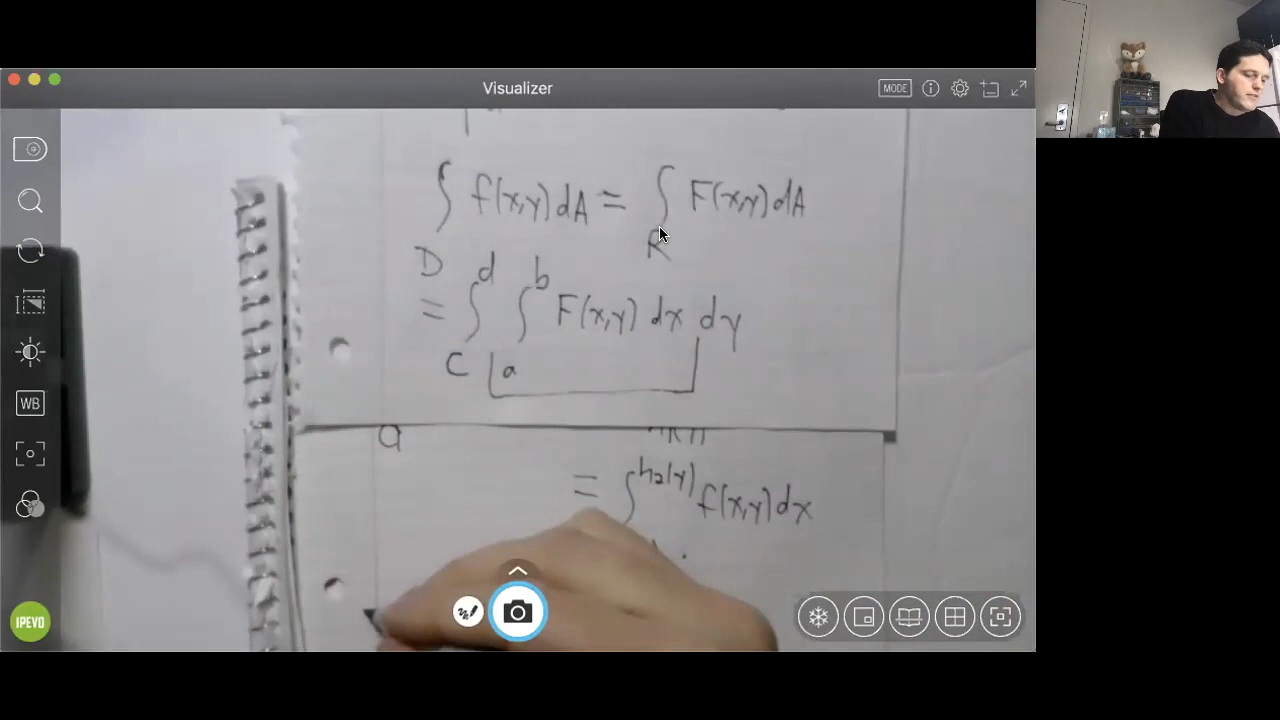 Visualizer
MODE
∫ f(x,y)dA = ∫ F(x,y)dA
D R
= ∫ ∫ F(x,y) dx dy
d b
C a
a
= ∫ h₂(y) f(x,y)dx
WB
IPEVO